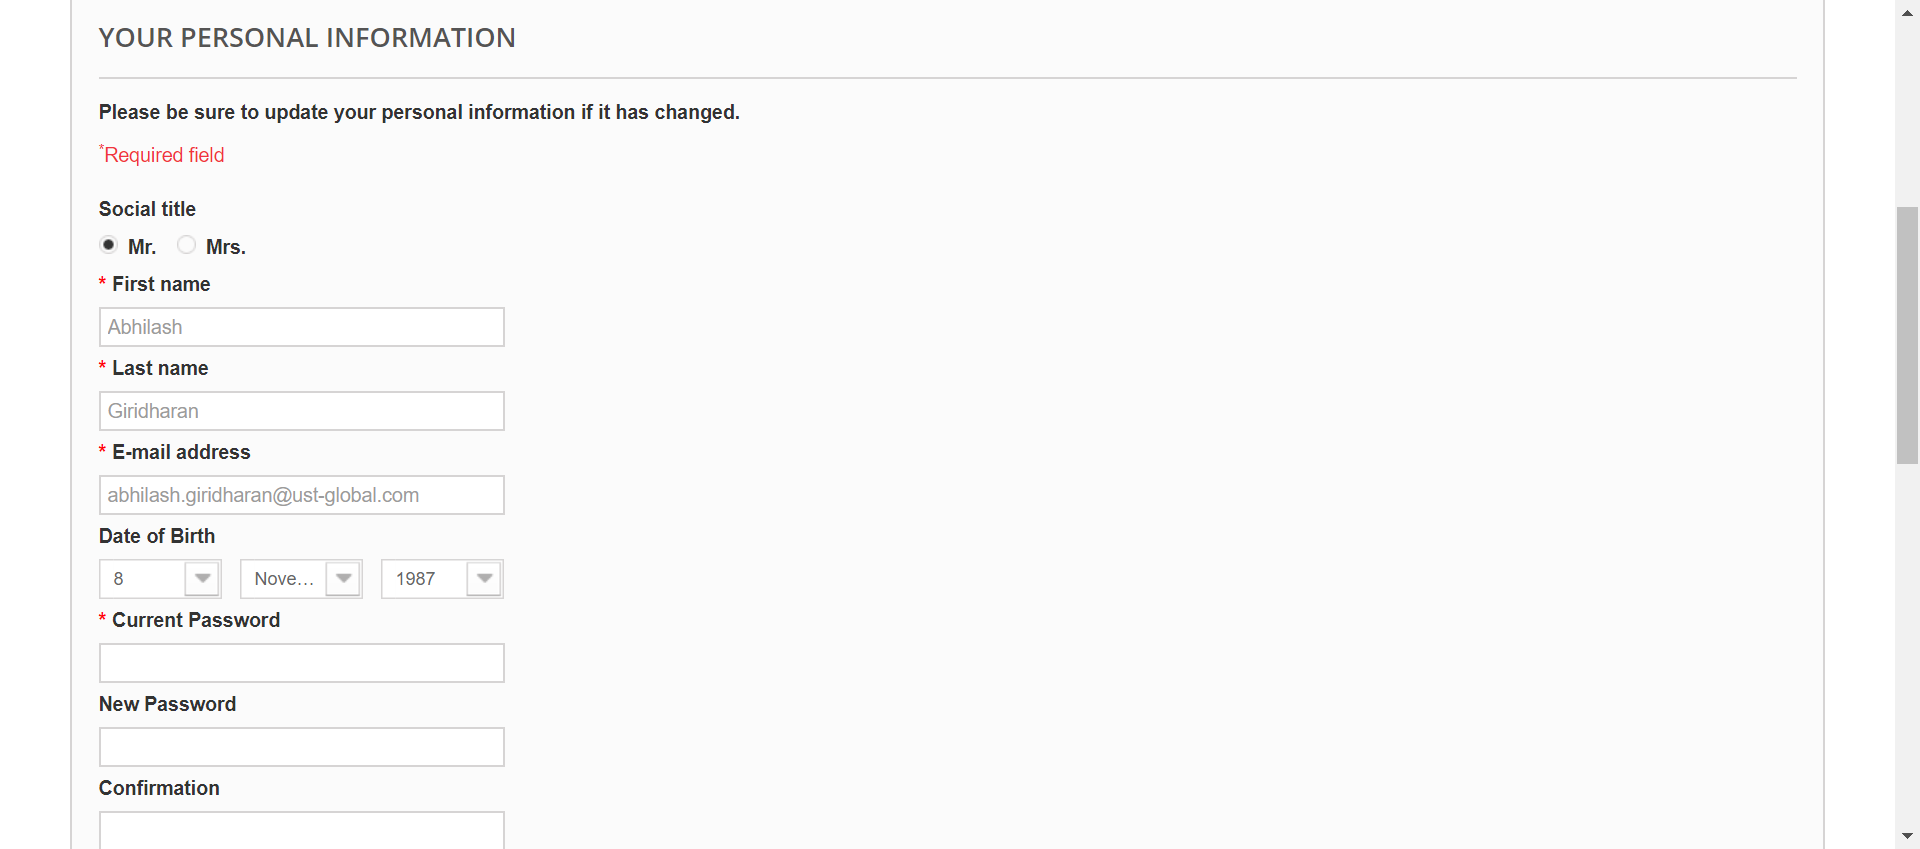 YOUR PERSONAL INFORMATION
Please be sure to update your personal information if it has changed.
*Required field
Social title
Mr. Mrs.
* First name
Abhilash
* Last name
Giridharan
* E-mail address
abhilash.giridharan@ust-global.com
Date of Birth
8 Nove... 1987
* Current Password
New Password
Confirmation